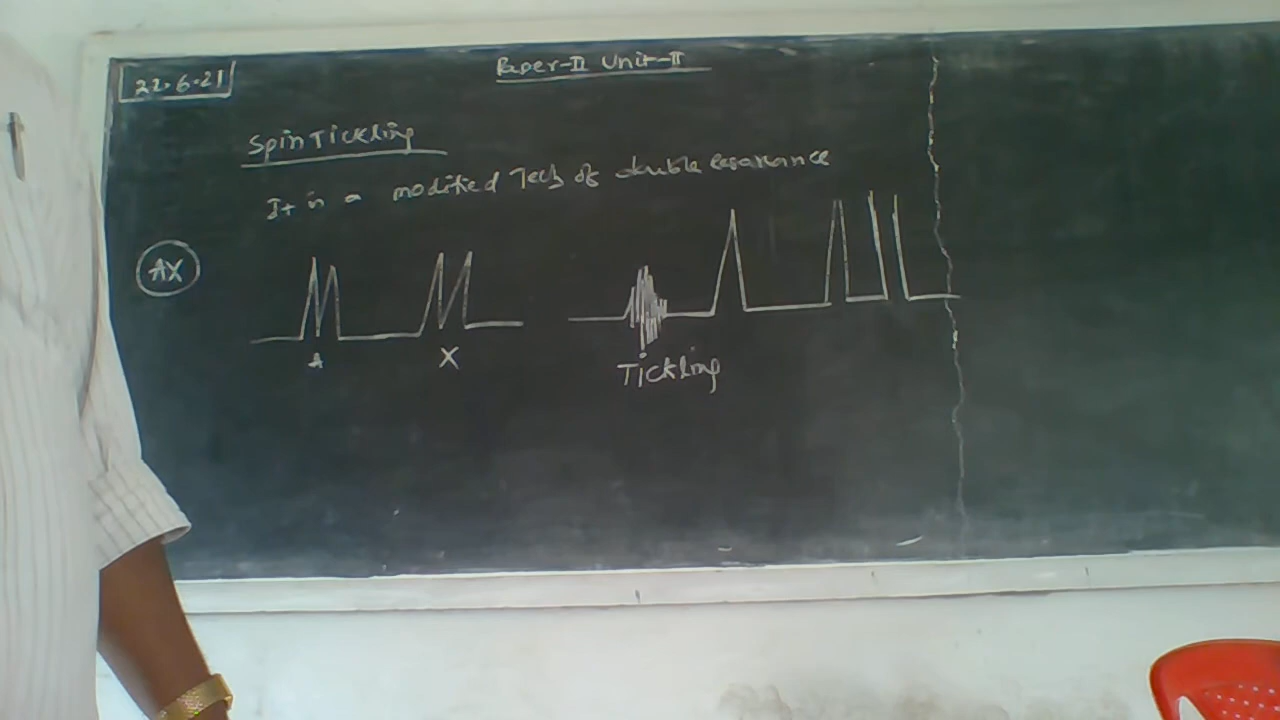 22.6.21
Paper-II Unit-II
Spin Tickling
It is a modified Tech of double Resonance
AX
A
X
Tickling